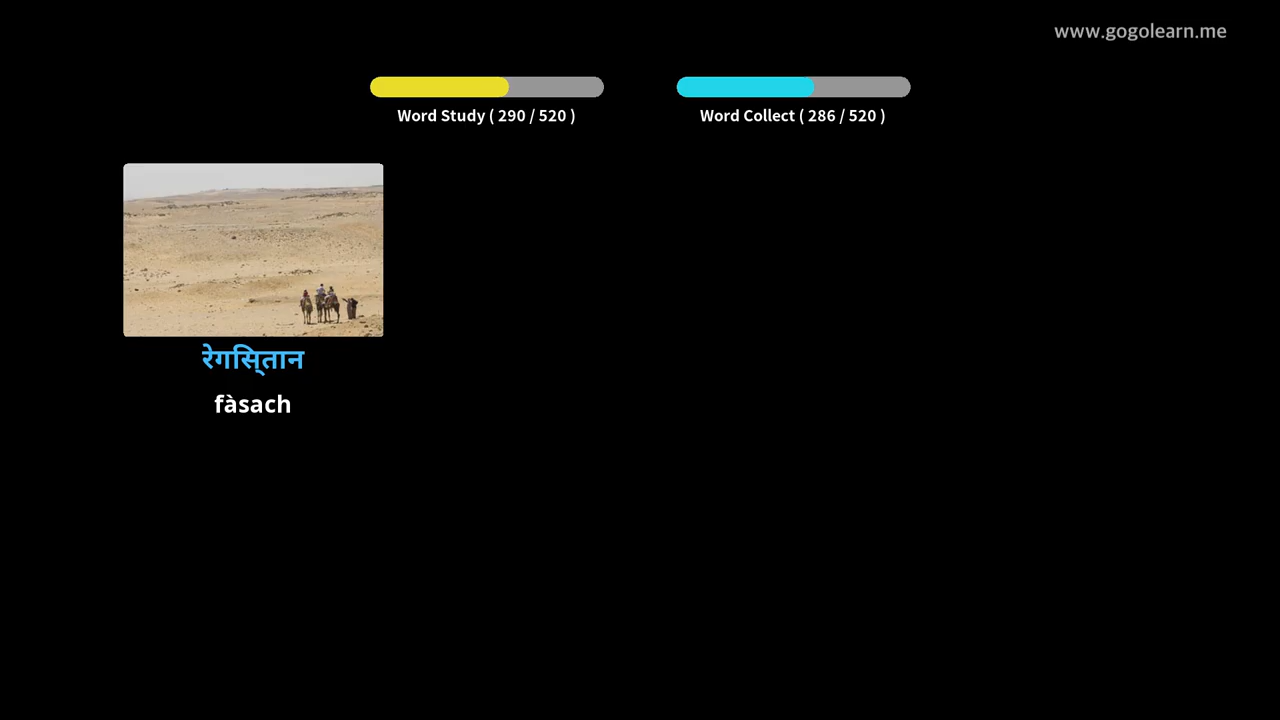 www.gogolearn.me
Word Study ( 290 / 520 )
Word Collect ( 286 / 520 )
रेगिस्तान
fàsach